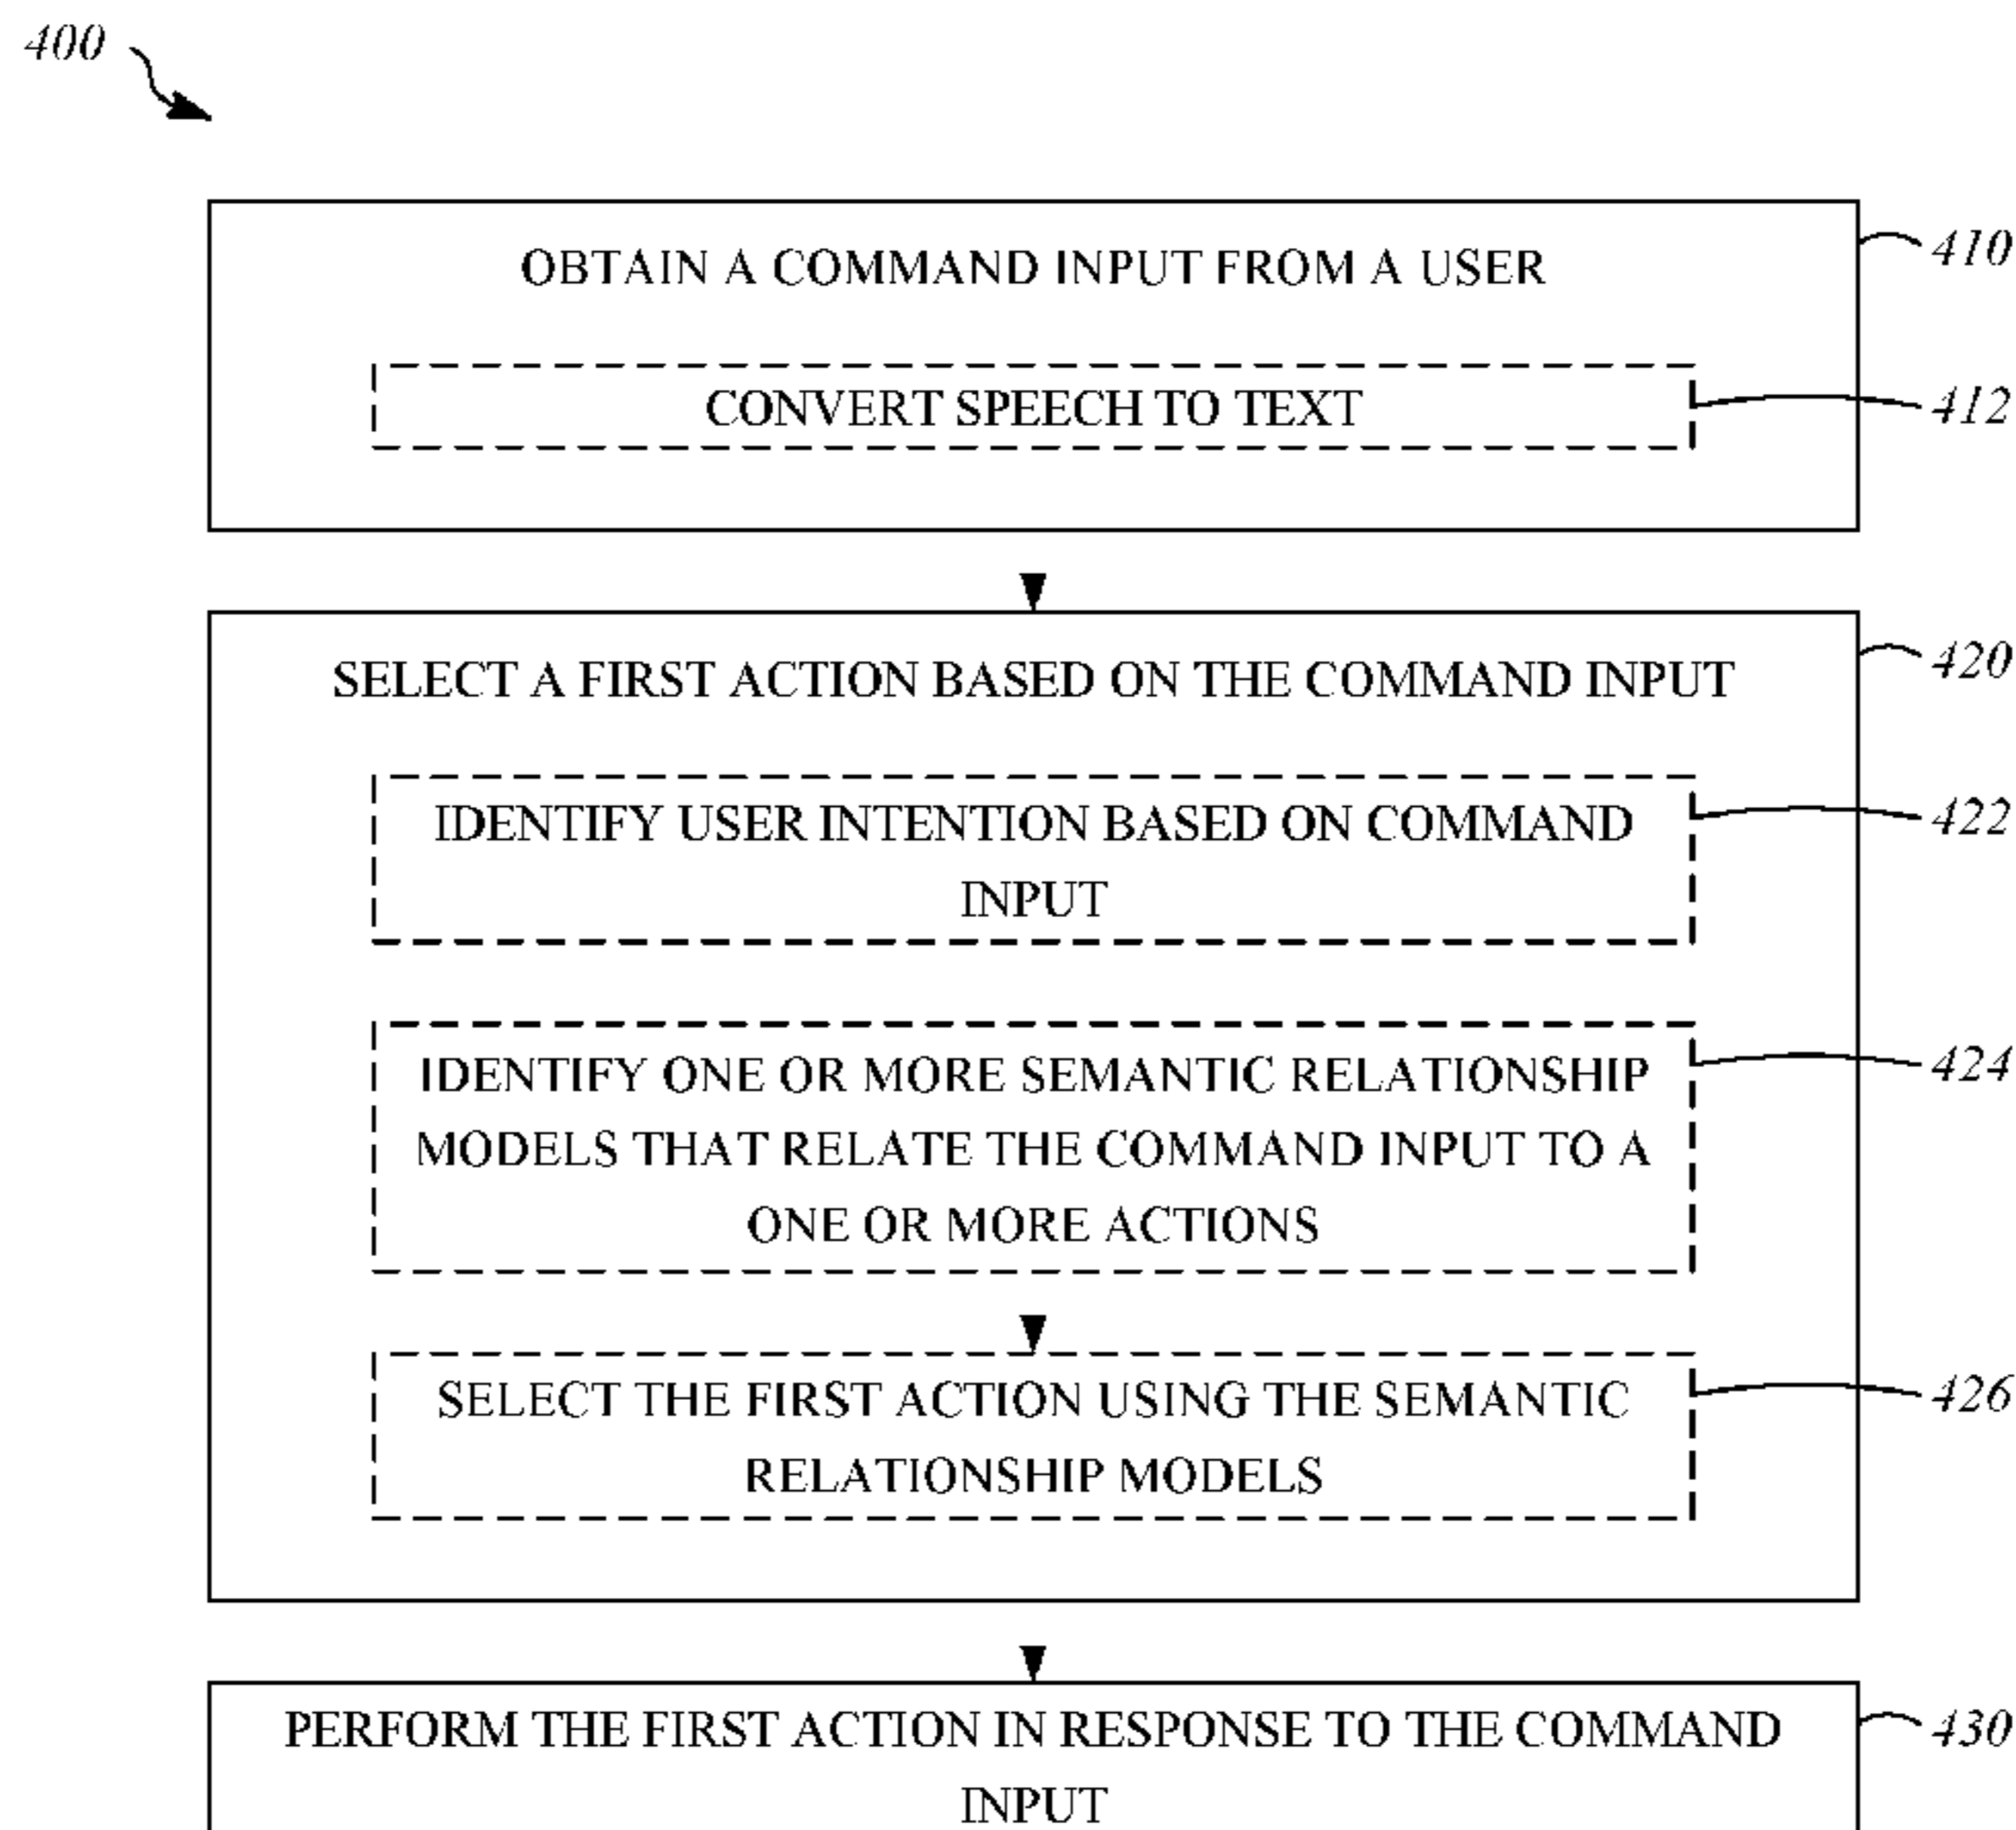 400
OBTAIN A COMMAND INPUT FROM A USER
410
CONVERT SPEECH TO TEXT
412
SELECT A FIRST ACTION BASED ON THE COMMAND INPUT
420
IDENTIFY USER INTENTION BASED ON COMMAND
INPUT
422
IDENTIFY ONE OR MORE SEMANTIC RELATIONSHIP
MODELS THAT RELATE THE COMMAND INPUT TO A
ONE OR MORE ACTIONS
424
SELECT THE FIRST ACTION USING THE SEMANTIC
RELATIONSHIP MODELS
426
PERFORM THE FIRST ACTION IN RESPONSE TO THE COMMAND
INPUT
430